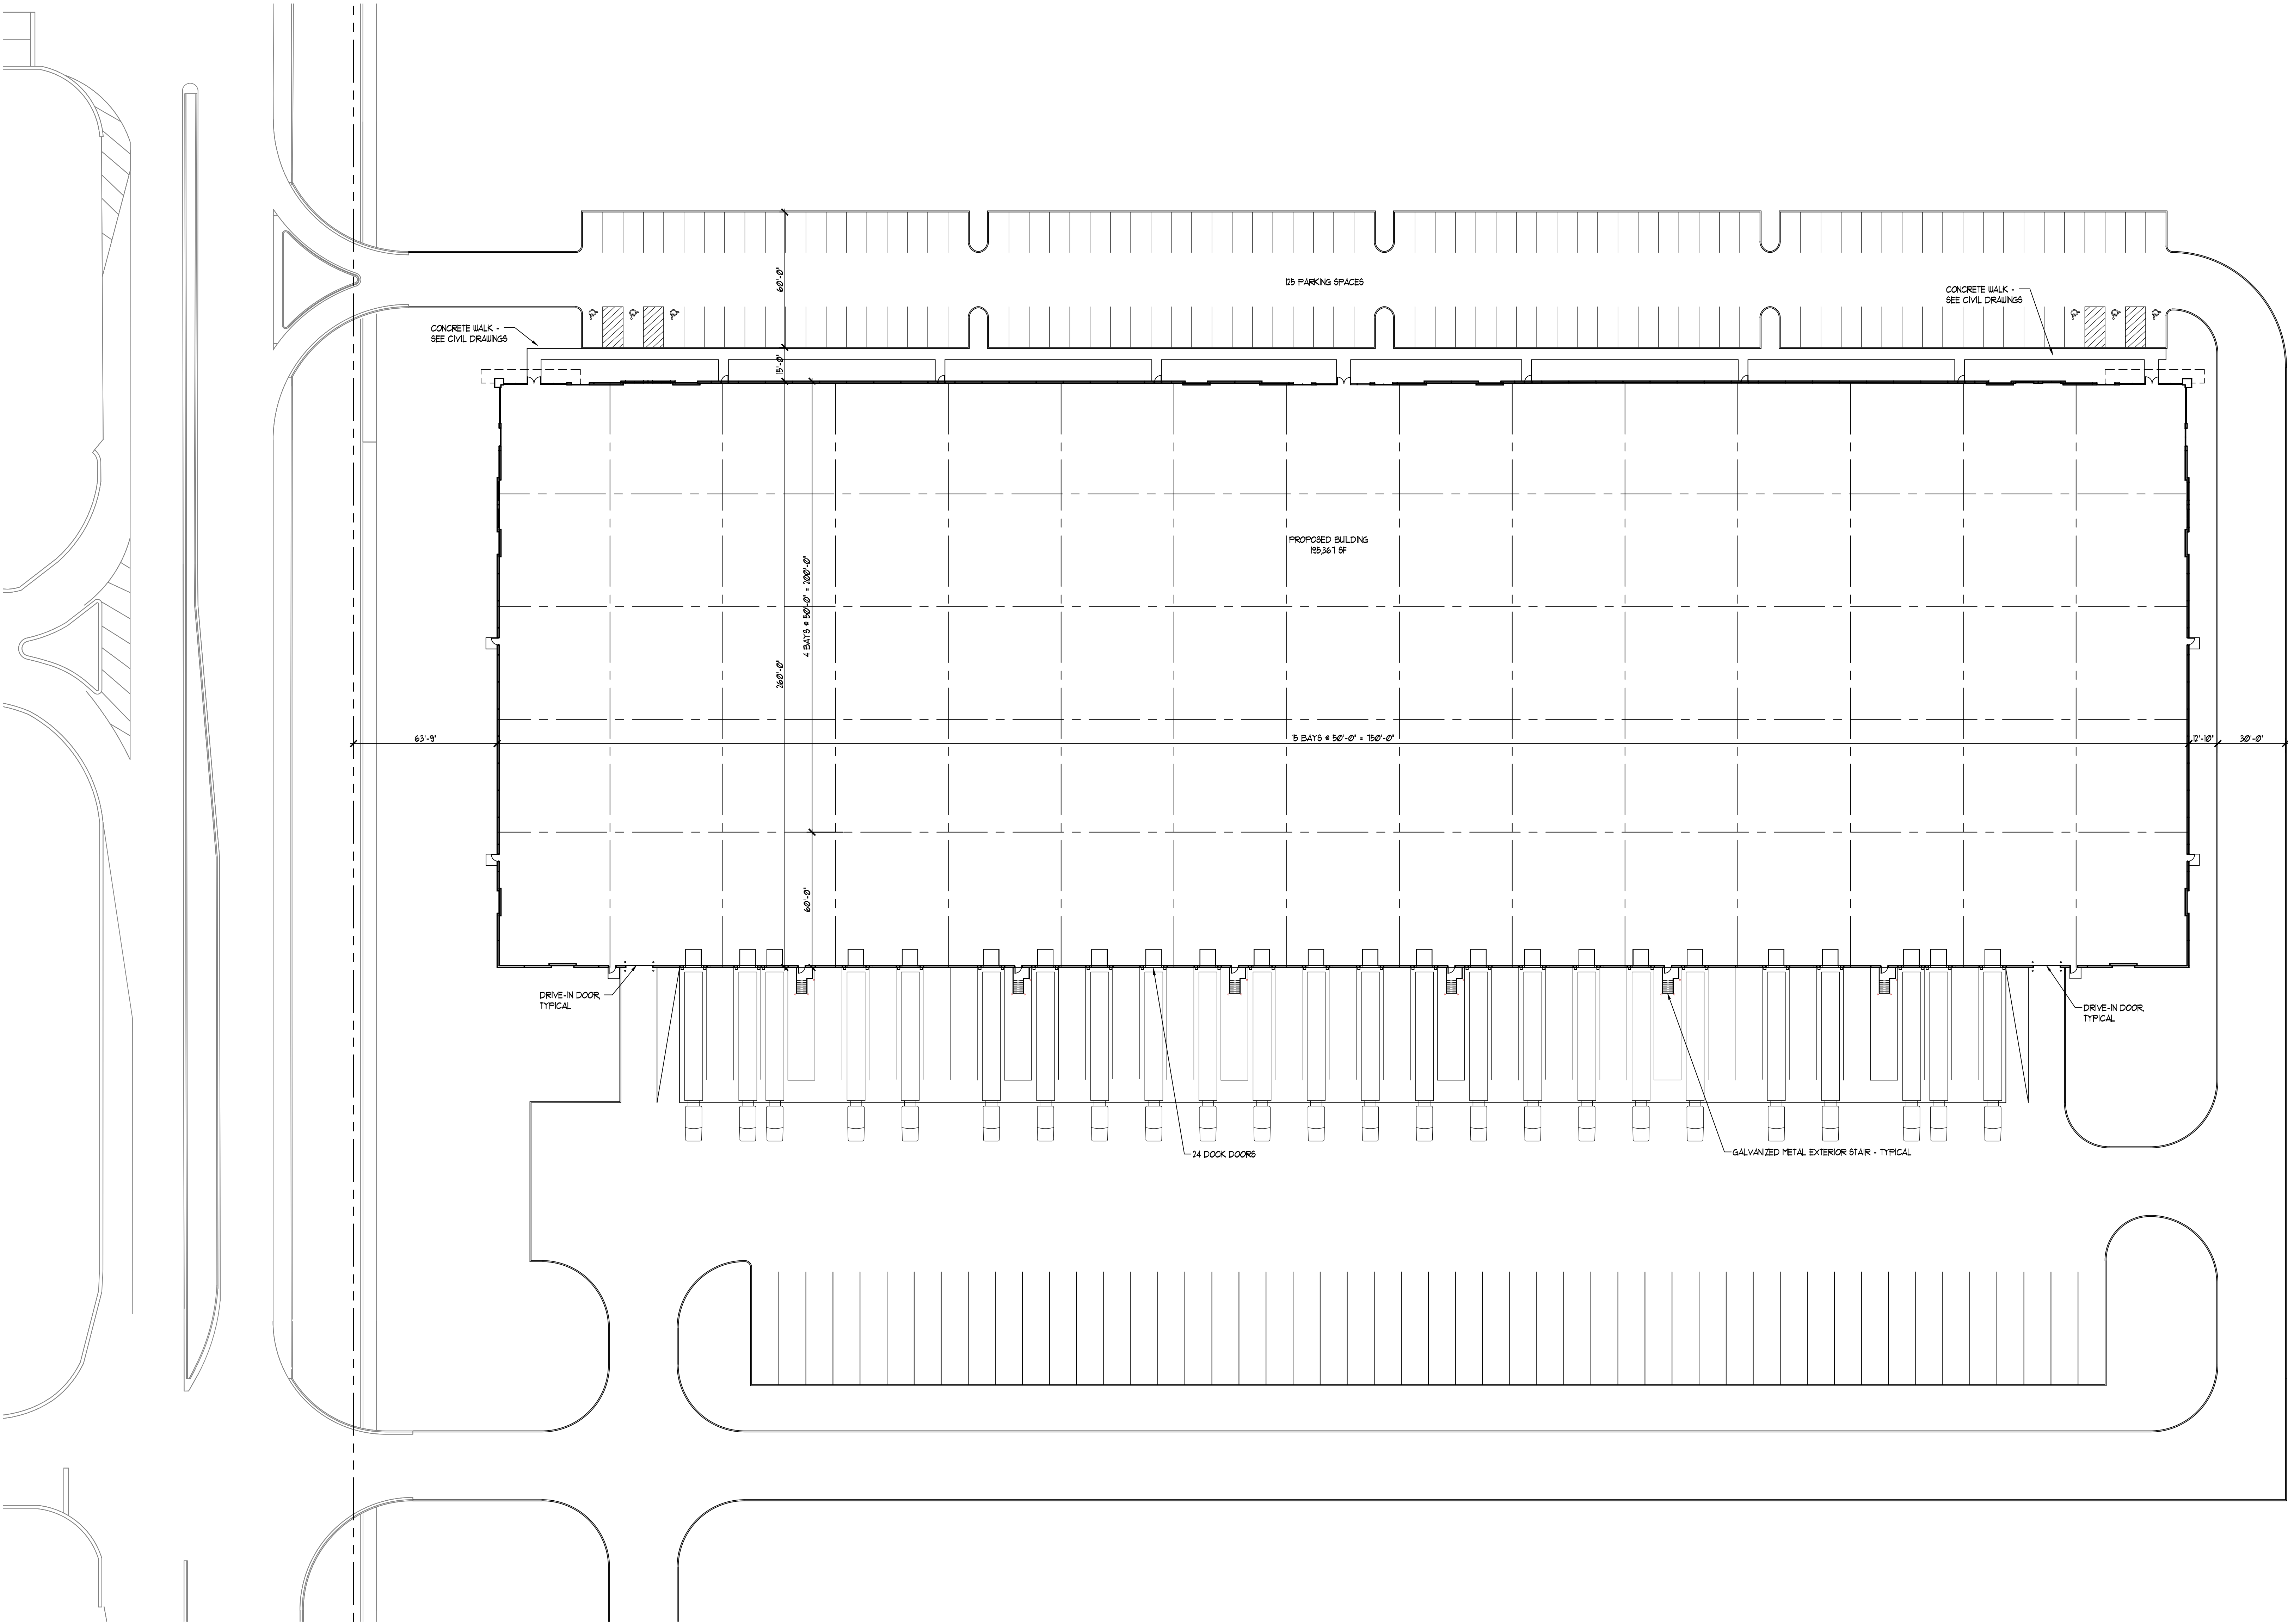 125 PARKING SPACES
60'-0"
CONCRETE WALK -
SEE CIVIL DRAWINGS
CONCRETE WALK -
SEE CIVIL DRAWINGS
15'-0"
PROPOSED BUILDING
195,367 SF
4 BAYS @ 50'-0" = 200'-0"
260'-0"
63'-9"
15 BAYS @ 50'-0" = 750'-0"
12'-10"
30'-0"
60'-0"
DRIVE-IN DOOR,
TYPICAL
DRIVE-IN DOOR,
TYPICAL
24 DOCK DOORS
GALVANIZED METAL EXTERIOR STAIR - TYPICAL